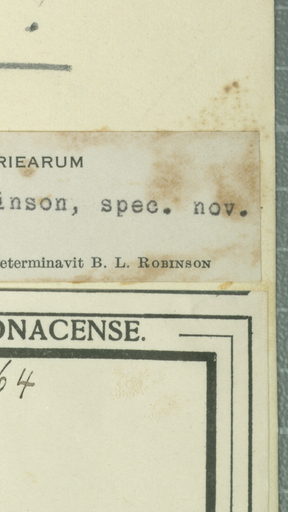 RIEARUM
inson, spec. nov.
eterminavit B. L. ROBINSON
ONACENSE.
64